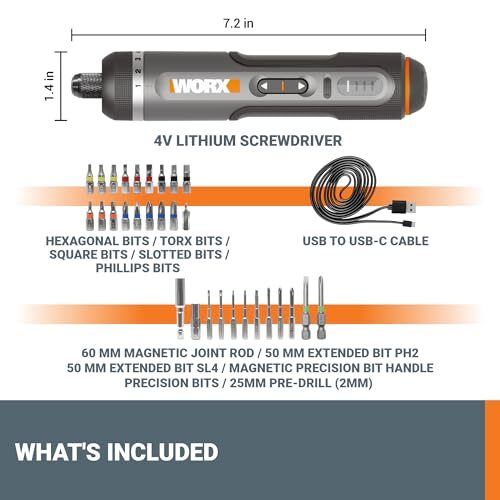 7.2 in
1.4 in
1 2 3
WORX
4V LITHIUM SCREWDRIVER
HEXAGONAL BITS / TORX BITS /
SQUARE BITS / SLOTTED BITS /
PHILLIPS BITS
USB TO USB-C CABLE
60 MM MAGNETIC JOINT ROD / 50 MM EXTENDED BIT PH2
50 MM EXTENDED BIT SL4 / MAGNETIC PRECISION BIT HANDLE
PRECISION BITS / 25MM PRE-DRILL (2MM)
WHAT'S INCLUDED